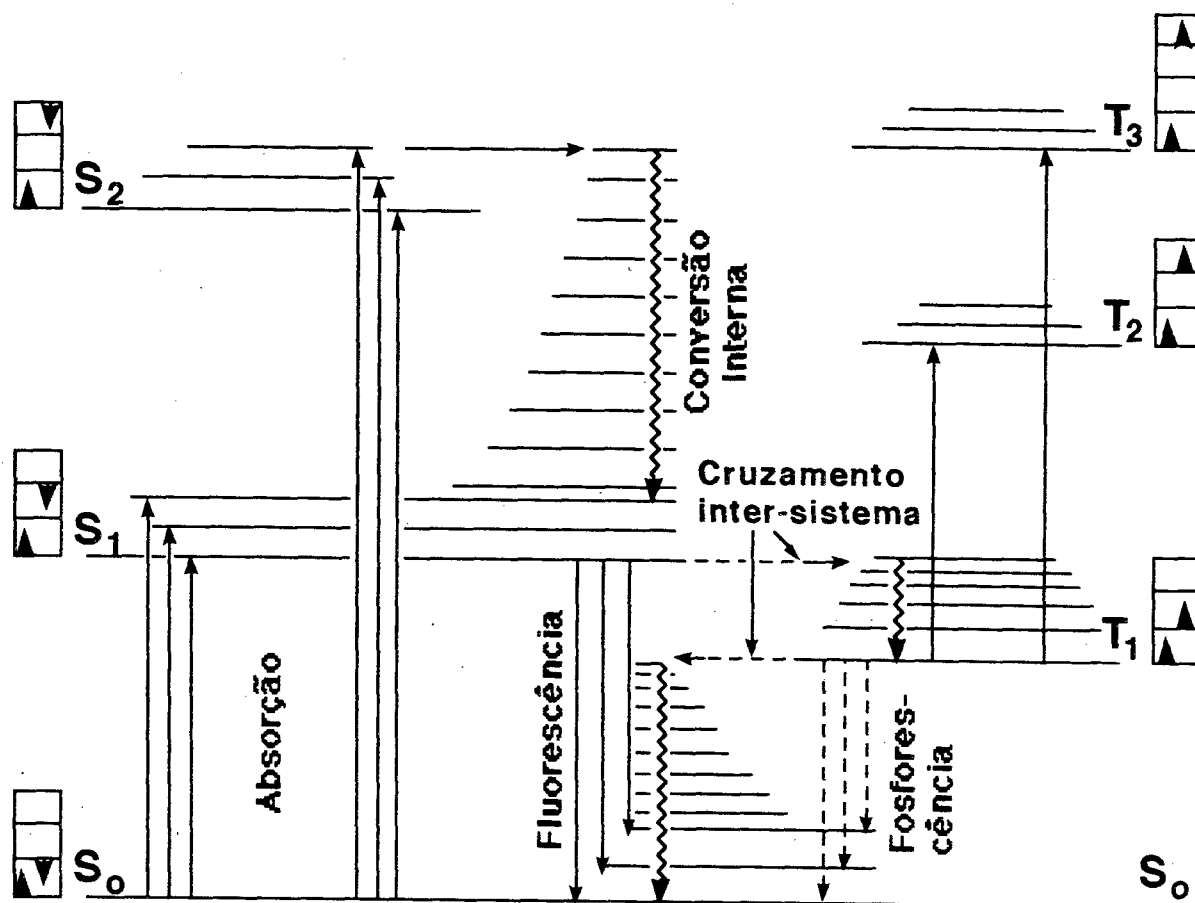 S2
S1
So
Absorção
Fluorescência
Conversão
Interna
Cruzamento
inter-sistema
Fosfores-
cência
T3
T2
T1
So